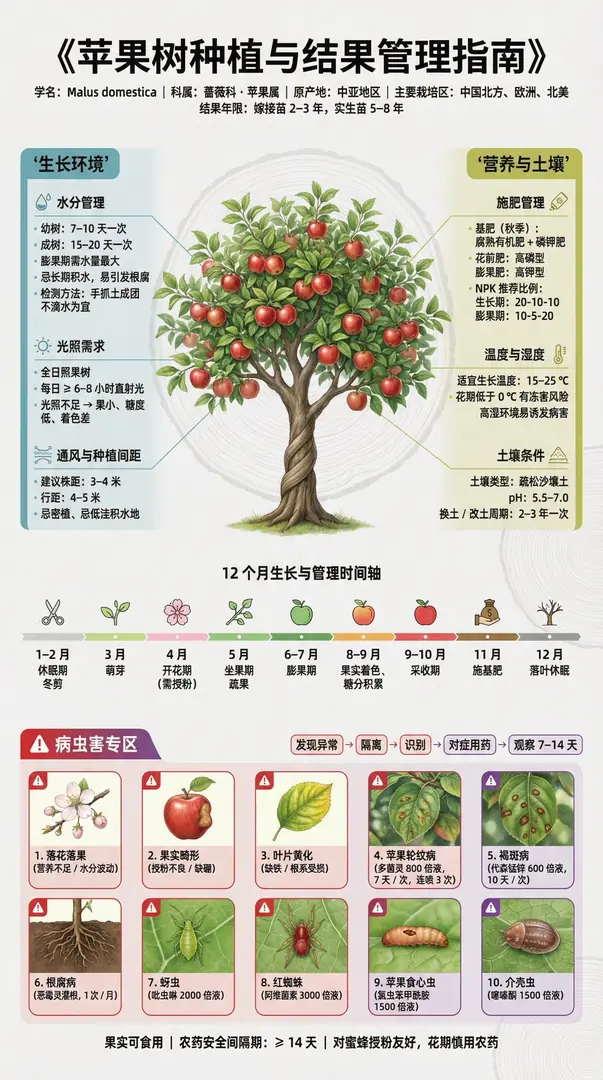 《苹果树种植与结果管理指南》
学名：Malus domestica | 科属：蔷薇科 · 苹果属 | 原产地：中亚地区 | 主要栽培区：中国北方、欧洲、北美
结果年限：嫁接苗 2–3 年，实生苗 5–8 年
‘生长环境’
水分管理
幼树：7–10 天一次
成树：15–20 天一次
膨果期需水量最大
忌长期积水，易引发根腐
检测方法：手抓土成团
不滴水为宜
光照需求
全日照果树
每日 ≥ 6–8 小时直射光
光照不足 → 果小、糖度
低、着色差
通风与种植间距
建议株距：3–4 米
行距：4–5 米
忌密植、忌低洼积水地
‘营养与土壤’
施肥管理
基肥（秋季）：
腐熟有机肥 + 磷钾肥
花前肥：高磷型
膨果肥：高钾型
NPK 推荐比例：
生长期：20-10-10
膨果期：10-5-20
温度与湿度
适宜生长温度：15–25 ℃
花期低于 0 ℃ 有冻害风险
高湿环境易诱发病害
土壤条件
土壤类型：疏松沙壤土
pH：5.5–7.0
换土 / 改土周期：2–3 年一次
12 个月生长与管理时间轴
1–2 月
休眠期
冬剪
3 月
萌芽
4 月
开花期
（需授粉）
5 月
坐果期
疏果
6–7 月
膨果期
8–9 月
果实着色、
糖分积累
9–10 月
采收期
11 月
施基肥
12 月
落叶休眠
病虫害专区
发现异常 → 隔离 → 识别 → 对症用药 → 观察 7–14 天
1. 落花落果
(营养不足 / 水分波动)
2. 果实畸形
(授粉不良 / 缺硼)
3. 叶片黄化
(缺铁 / 根系受损)
4. 苹果轮纹病
(多菌灵 800 倍液,
7 天 / 次，连喷 3 次)
5. 褐斑病
(代森锰锌 600 倍液,
10 天 / 次)
6. 根腐病
(恶霉灵灌根，1 次 / 月)
7. 蚜虫
(吡虫啉 2000 倍液)
8. 红蜘蛛
(阿维菌素 3000 倍液)
9. 苹果食心虫
(氯虫苯甲酰胺
1500 倍液)
10. 介壳虫
(噻嗪酮 1500 倍液)
果实可食用 | 农药安全间隔期：≥ 14 天 | 对蜜蜂授粉友好，花期慎用农药